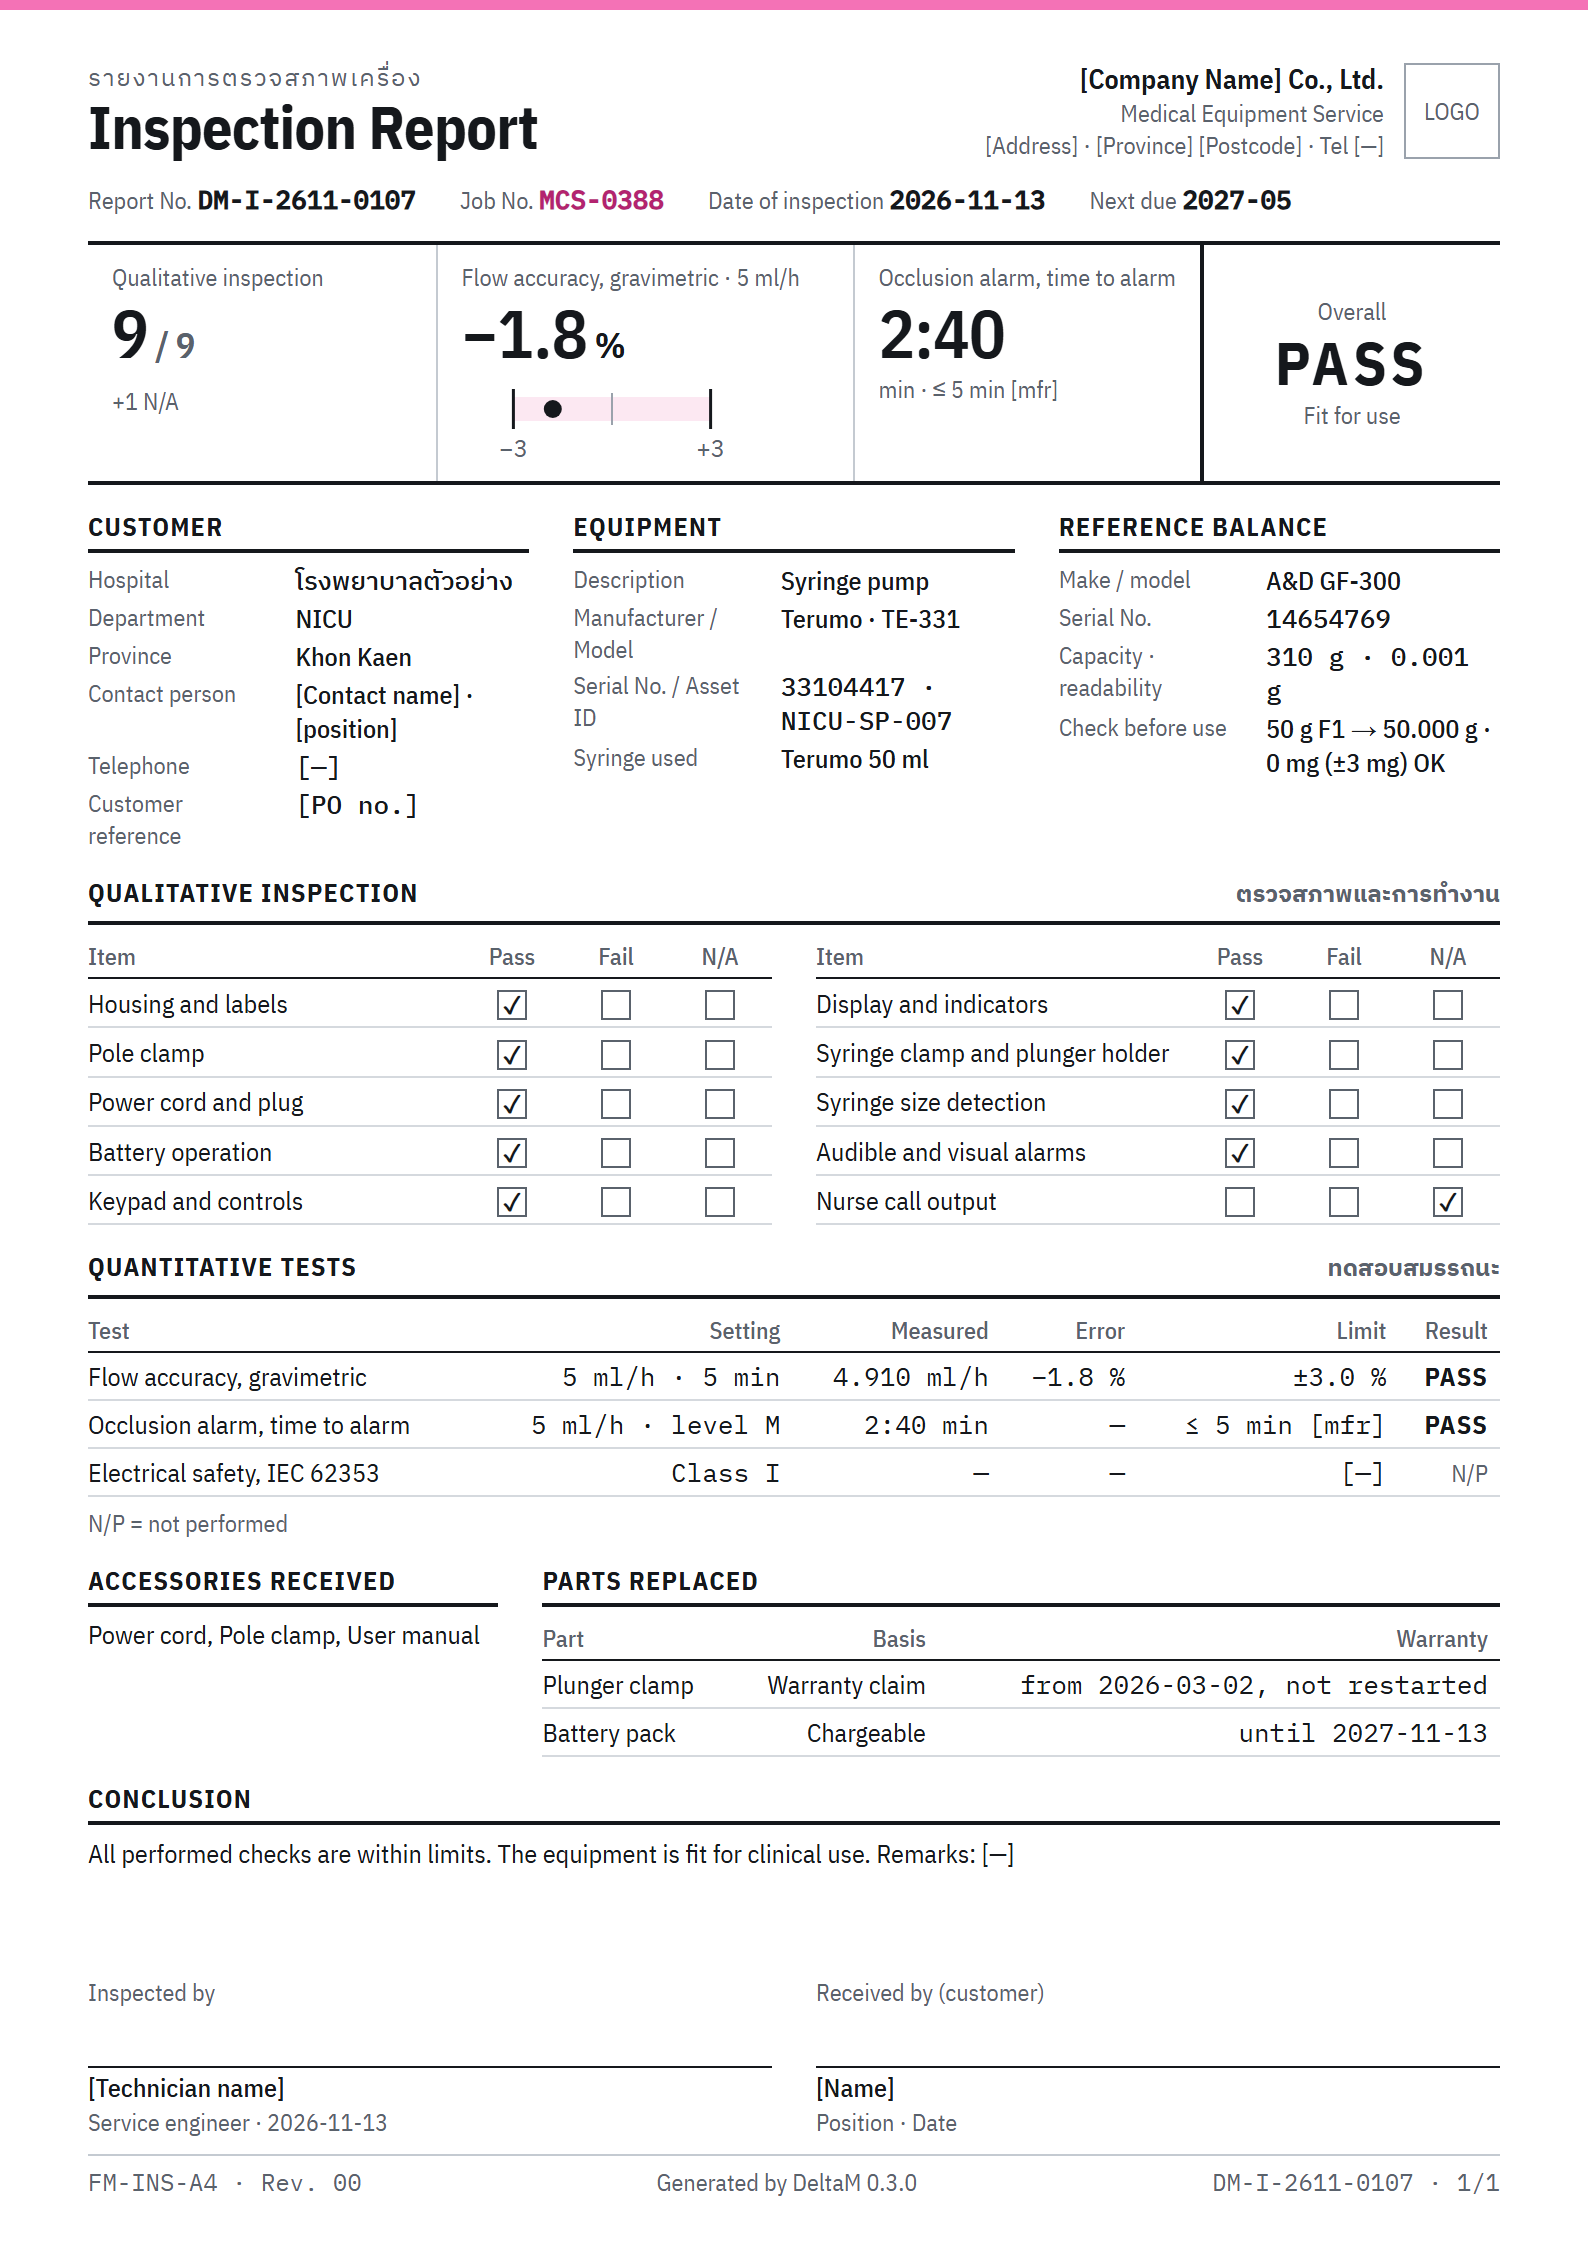 รายงานการตรวจสภาพเครื่อง
Inspection Report
[Company Name] Co., Ltd.
Medical Equipment Service
[Address] · [Province] [Postcode] · Tel [—]
LOGO
Report No. DM-I-2611-0107 Job No. MCS-0388 Date of inspection 2026-11-13 Next due 2027-05
Qualitative inspection
9 / 9
+1 N/A
Flow accuracy, gravimetric · 5 ml/h
−1.8 %
−3 +3
Occlusion alarm, time to alarm
2:40
min · ≤ 5 min [mfr]
Overall
PASS
Fit for use
CUSTOMER
Hospital โรงพยาบาลตัวอย่าง
Department NICU
Province Khon Kaen
Contact person [Contact name] ·
[position]
Telephone [—]
Customer [PO no.]
reference
EQUIPMENT
Description Syringe pump
Manufacturer / Terumo · TE-331
Model
Serial No. / Asset 33104417 ·
ID NICU-SP-007
Syringe used Terumo 50 ml
REFERENCE BALANCE
Make / model A&D GF-300
Serial No. 14654769
Capacity · 310 g · 0.001
readability g
Check before use 50 g F1 → 50.000 g ·
0 mg (±3 mg) OK
QUALITATIVE INSPECTION ตรวจสภาพและการทำงาน
Item Pass Fail N/A Item Pass Fail N/A
Housing and labels ✓ Display and indicators ✓
Pole clamp ✓ Syringe clamp and plunger holder ✓
Power cord and plug ✓ Syringe size detection ✓
Battery operation ✓ Audible and visual alarms ✓
Keypad and controls ✓ Nurse call output ✓
QUANTITATIVE TESTS ทดสอบสมรรถนะ
Test Setting Measured Error Limit Result
Flow accuracy, gravimetric 5 ml/h · 5 min 4.910 ml/h −1.8 % ±3.0 % PASS
Occlusion alarm, time to alarm 5 ml/h · level M 2:40 min — ≤ 5 min [mfr] PASS
Electrical safety, IEC 62353 Class I — — [—] N/P
N/P = not performed
ACCESSORIES RECEIVED
Power cord, Pole clamp, User manual
PARTS REPLACED
Part Basis Warranty
Plunger clamp Warranty claim from 2026-03-02, not restarted
Battery pack Chargeable until 2027-11-13
CONCLUSION
All performed checks are within limits. The equipment is fit for clinical use. Remarks: [—]
Inspected by Received by (customer)
[Technician name] [Name]
Service engineer · 2026-11-13 Position · Date
FM-INS-A4 · Rev. 00 Generated by DeltaM 0.3.0 DM-I-2611-0107 · 1/1